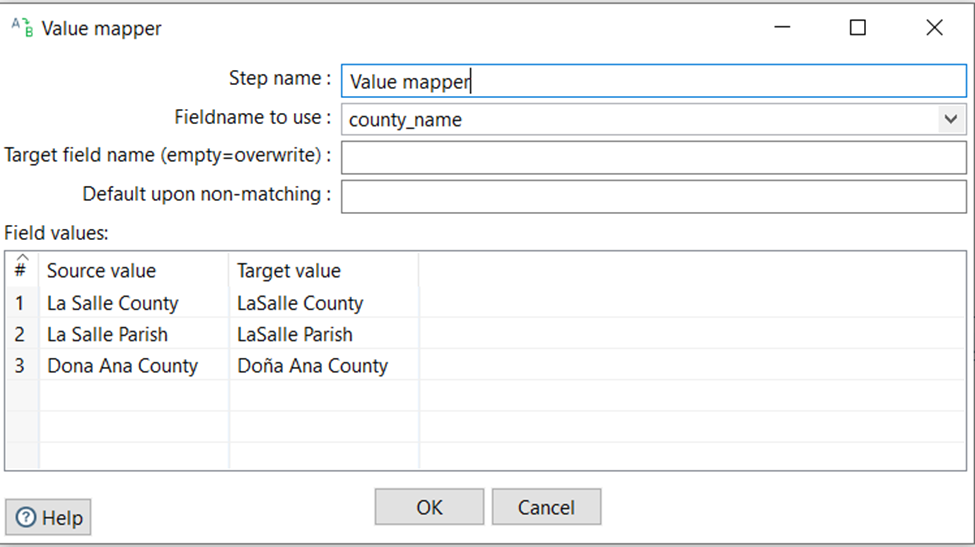 Value mapper
Step name : Value mapper
Fieldname to use : county_name
Target field name (empty=overwrite) :
Default upon non-matching :
Field values:
# Source value Target value
1 La Salle County LaSalle County
2 La Salle Parish LaSalle Parish
3 Dona Ana County Doña Ana County
OK Cancel
Help